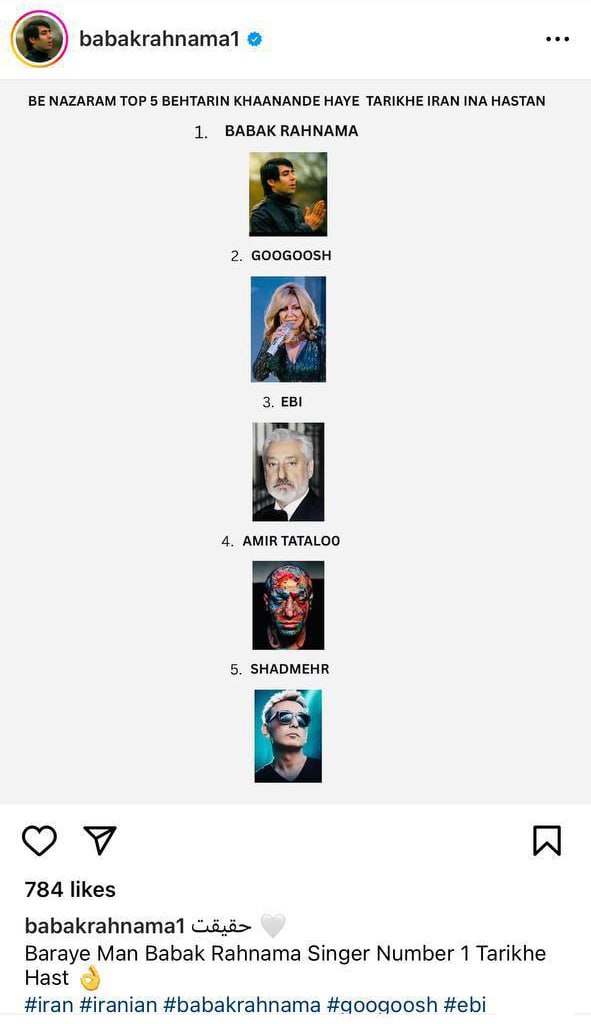 babakrahnama1
BE NAZARAM TOP 5 BEHTARIN KHAANANDE HAYE TARIKHE IRAN INA HASTAN
1. BABAK RAHNAMA
2. GOOGOOSH
3. EBI
4. AMIR TATALOO
5. SHADMEHR
784 likes
babakrahnama1 حقیقت 🤍
Baraye Man Babak Rahnama Singer Number 1 Tarikhe
Hast 👌
#iran #iranian #babakrahnama #googoosh #ebi